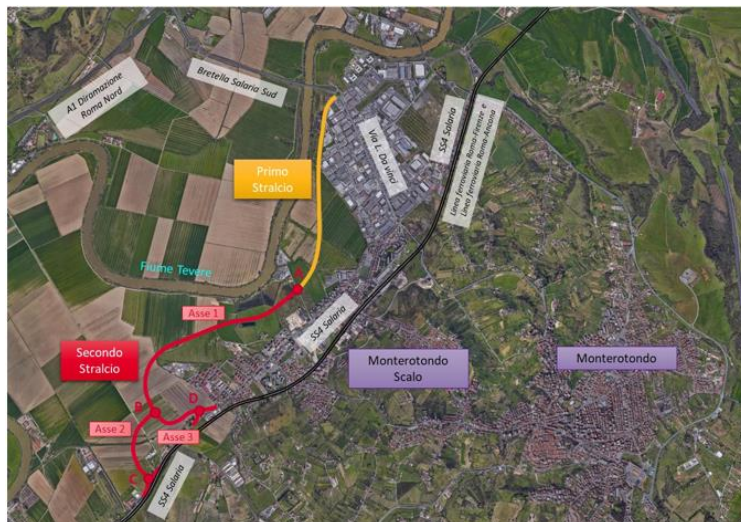 A1 Diramazione
Roma Nord
Bretella Salaria Sud
SS4 Salaria
Linea ferroviaria Roma-Firenze e
Linea ferroviaria Roma-Ancona
Via L. Da Vinci
Primo
Stralcio
Fiume Tevere
A
Asse 1
SS4 Salaria
Secondo
Stralcio
Monterotondo
Scalo
Monterotondo
B
D
Asse 2
Asse 3
C
SS4 Salaria